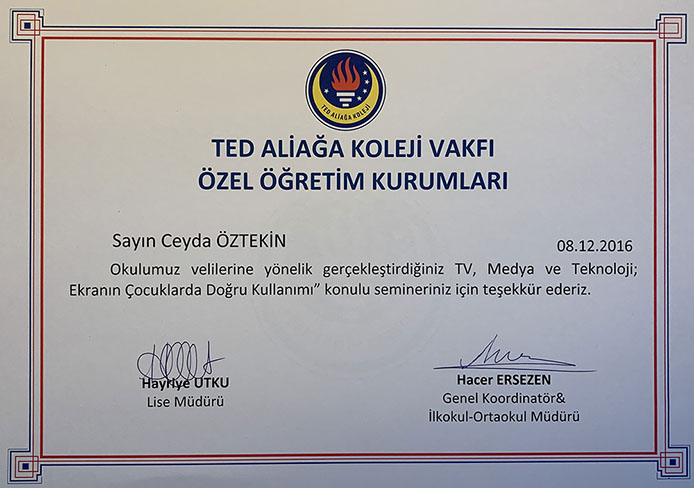 TED ALİAĞA KOLEJİ
TED ALİAĞA KOLEJİ VAKFI
ÖZEL ÖĞRETİM KURUMLARI
Sayın Ceyda ÖZTEKİN
08.12.2016
Okulumuz velilerine yönelik gerçekleştirdiğiniz TV, Medya ve Teknoloji;
Ekranın Çocuklarda Doğru Kullanımı” konulu semineriniz için teşekkür ederiz.
Hayriye UTKU
Lise Müdürü
Hacer ERSEZEN
Genel Koordinatör&
İlkokul-Ortaokul Müdürü